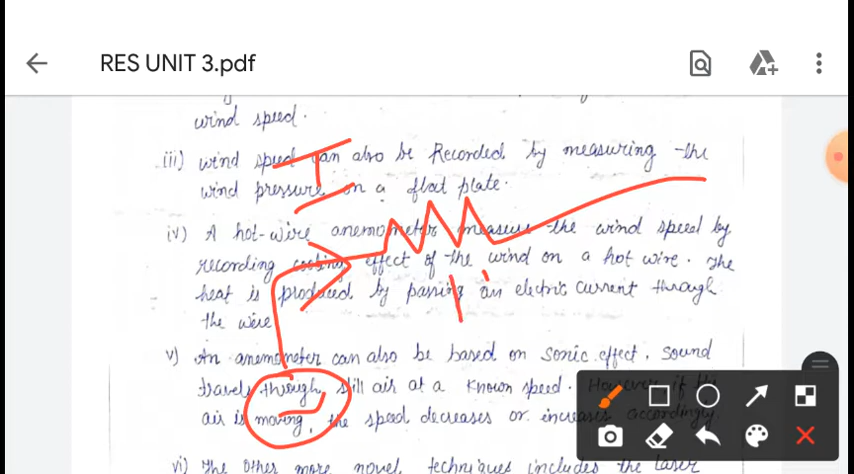 RES UNIT 3.pdf
wind speed.
iii) wind speed can also be Recorded by measuring the
wind pressure on a flat plate.
iv) A hot-wire anemometer measure the wind speed by
recording cooling effect of the wind on a hot wire. The
heat is produced by passing an electric current through
the wire
v) An anemometer can also be based on sonic effect. Sound
travels through still air at a known speed. However if the
air is moving, the speed decreases or increases accordingly.
vi) The other more novel techniques includes the laser